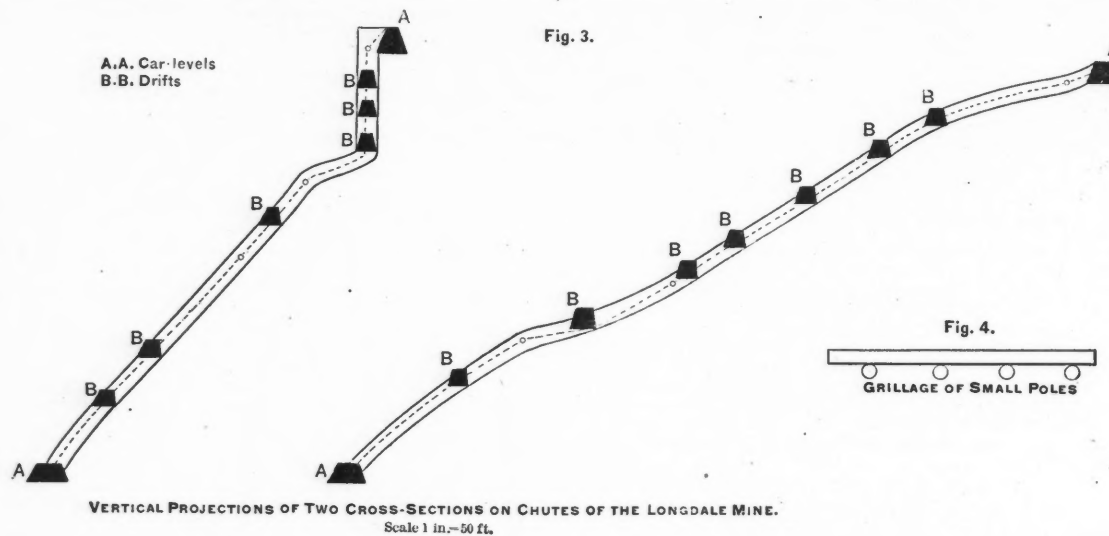 A
Fig. 3.
A.A. Car-levels
B.B. Drifts
B
B
B
B
B
B
A
B
B
B
B
B
B
B
A
Fig. 4.
GRILLAGE OF SMALL POLES
VERTICAL PROJECTIONS OF TWO CROSS-SECTIONS ON CHUTES OF THE LONGDALE MINE.
Scale 1 in.=50 ft.